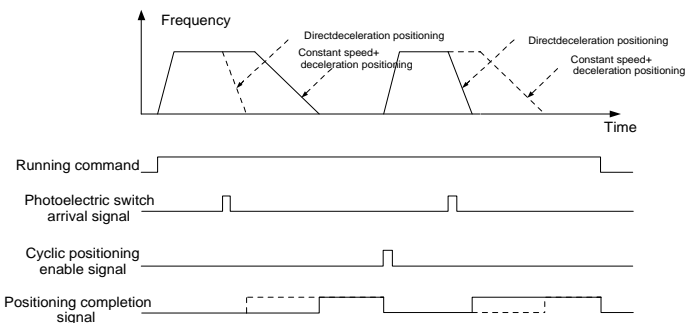 Frequency
Directdeceleration positioning
Constant speed+
deceleration positioning
Directdeceleration positioning
Constant speed+
deceleration positioning
Time
Running command
Photoelectric switch
arrival signal
Cyclic positioning
enable signal
Positioning completion
signal